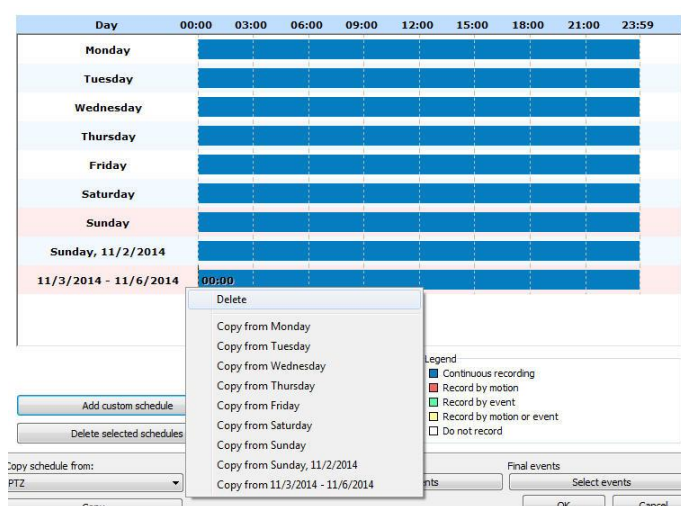 Day 00:00 03:00 06:00 09:00 12:00 15:00 18:00 21:00 23:59
Monday
Tuesday
Wednesday
Thursday
Friday
Saturday
Sunday
Sunday, 11/2/2014
11/3/2014 - 11/6/2014 00:00
Delete
Copy from Monday
Copy from Tuesday
Copy from Wednesday
Copy from Thursday
Copy from Friday
Copy from Saturday
Copy from Sunday
Copy from Sunday, 11/2/2014
Copy from 11/3/2014 - 11/6/2014
Legend
Continuous recording
Record by motion
Record by event
Record by motion or event
Do not record
Add custom schedule
Delete selected schedules
Copy schedule from:
PTZ
Final events
Select events